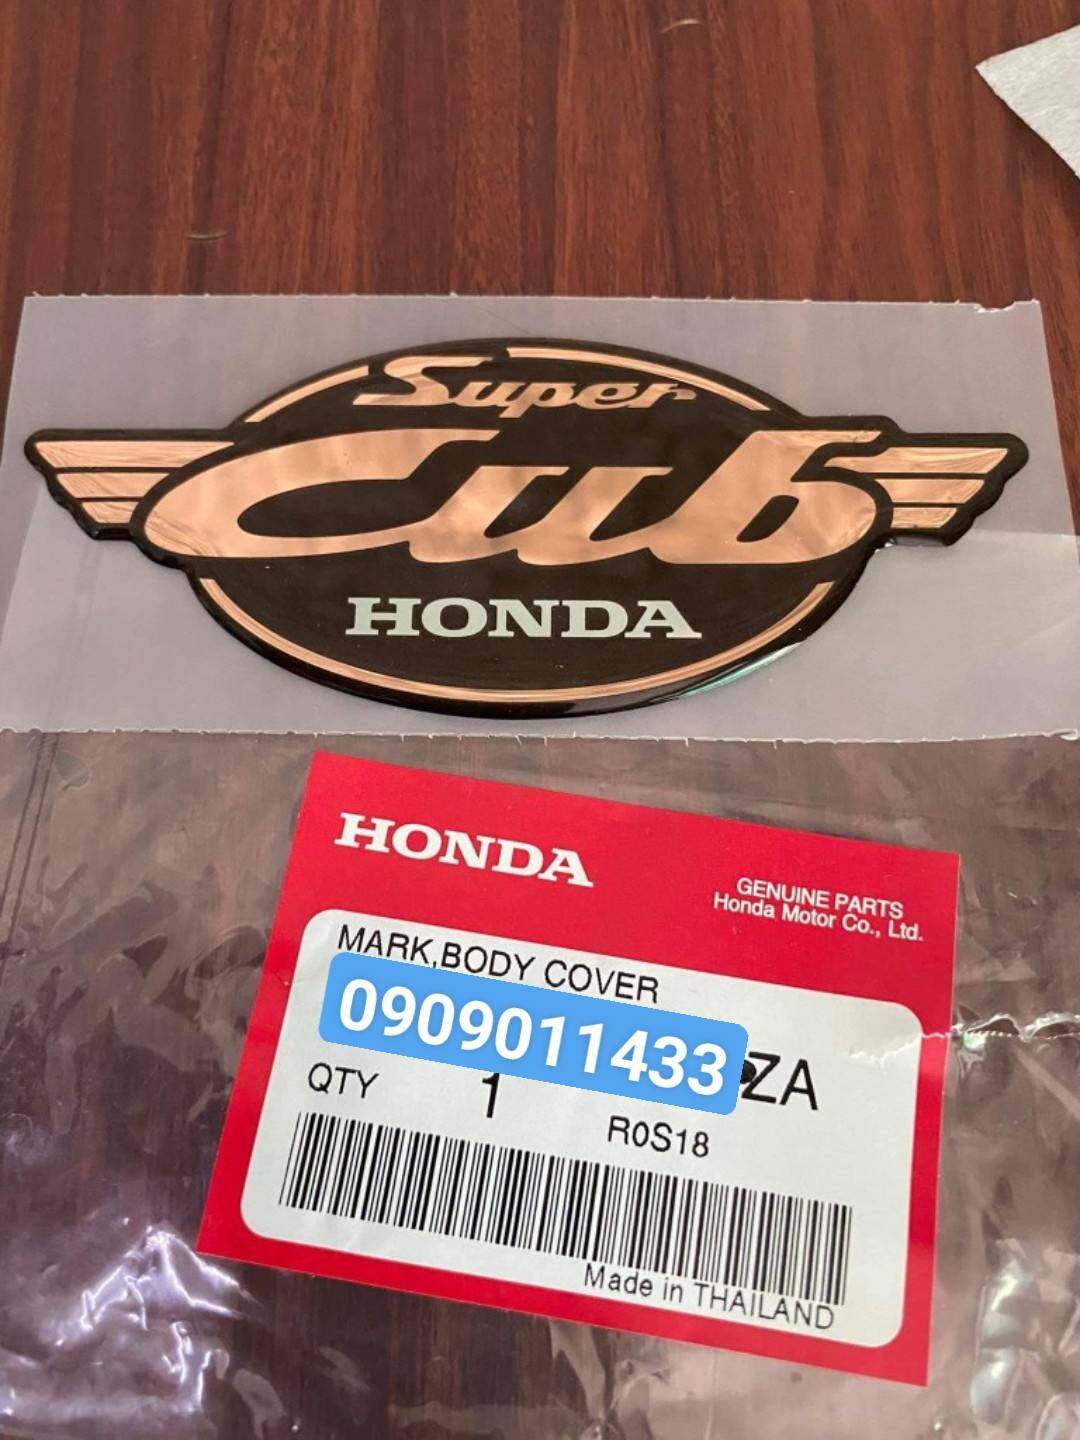 Super
Cub
HONDA
HONDA
GENUINE PARTS
Honda Motor Co., Ltd.
MARK,BODY COVER
0909011433
ZA
QTY 1
R0S18
Made in THAILAND